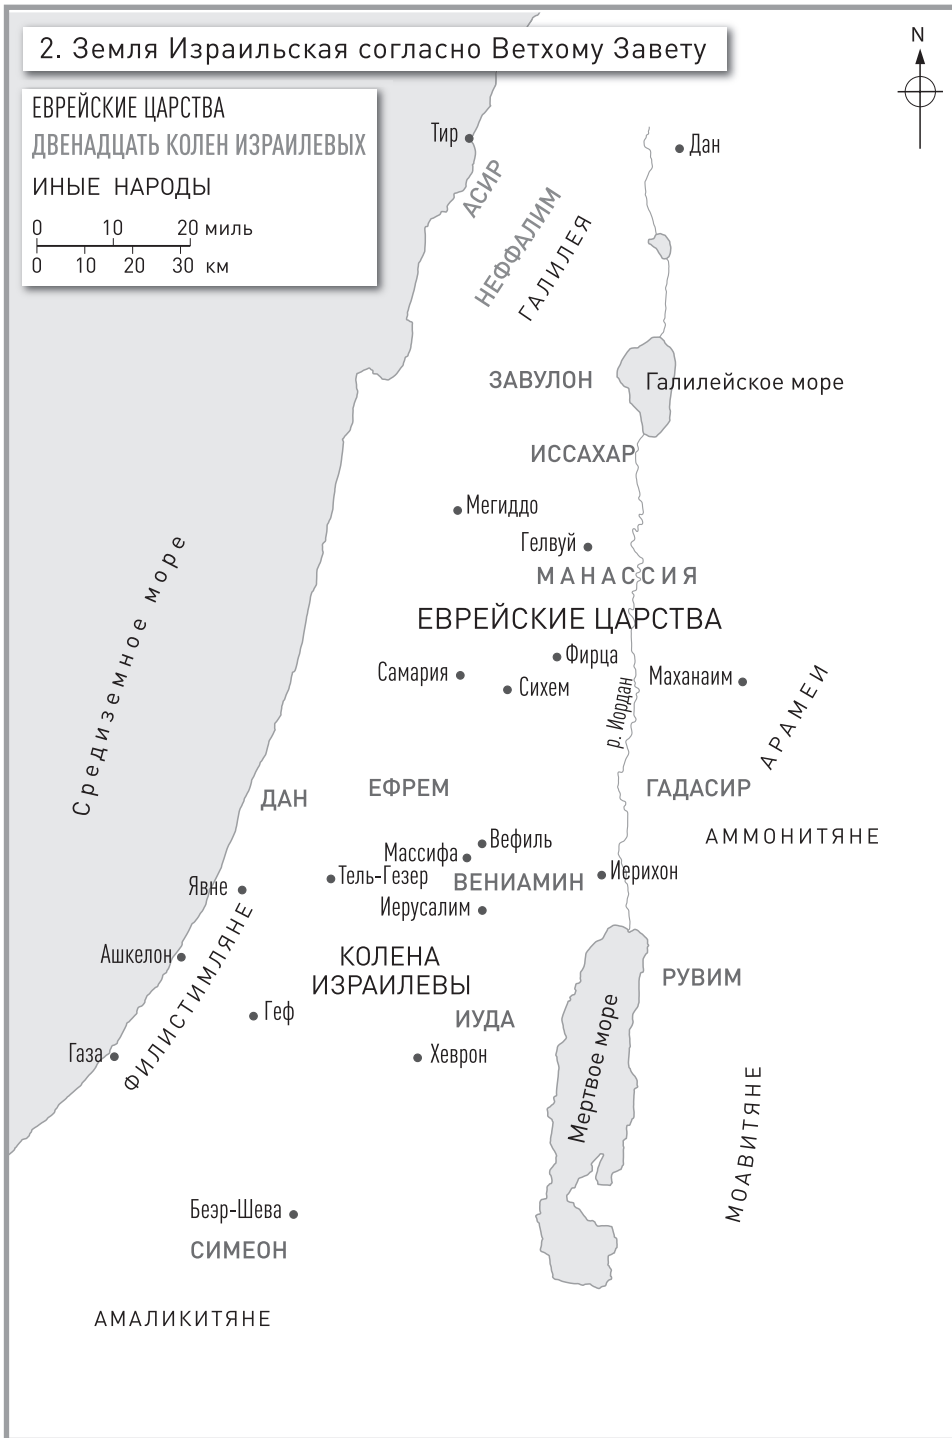 2. Земля Израильская согласно Ветхому Завету
N
ЕВРЕЙСКИЕ ЦАРСТВА
ДВЕНАДЦАТЬ КОЛЕН ИЗРАИЛЕВЫХ
ИНЫЕ НАРОДЫ
0 10 20 миль
0 10 20 30 км
Тир
Дан
АСИР
НЕФФАЛИМ
ГАЛИЛЕЯ
ЗАВУЛОН
Галилейское море
ИССАХАР
Мегиддо
Гелвуй
МАНАССИЯ
ЕВРЕЙСКИЕ ЦАРСТВА
Средиземное море
Фирца
Самария
Сихем
Маханаим
р. Иордан
АРАМЕИ
ДАН
ЕФРЕМ
ГАДАСИР
АММОНИТЯНЕ
Вефиль
Массифа
Тель-Гезер
ВЕНИАМИН
Иерихон
Явне
Иерусалим
Ашкелон
ФИЛИСТИМЛЯНЕ
КОЛЕНА
ИЗРАИЛЕВЫ
РУВИМ
Геф
ИУДА
Газа
Хеврон
Мертвое море
МОАВИТЯНЕ
Беэр-Шева
СИМЕОН
АМАЛИКИТЯНЕ